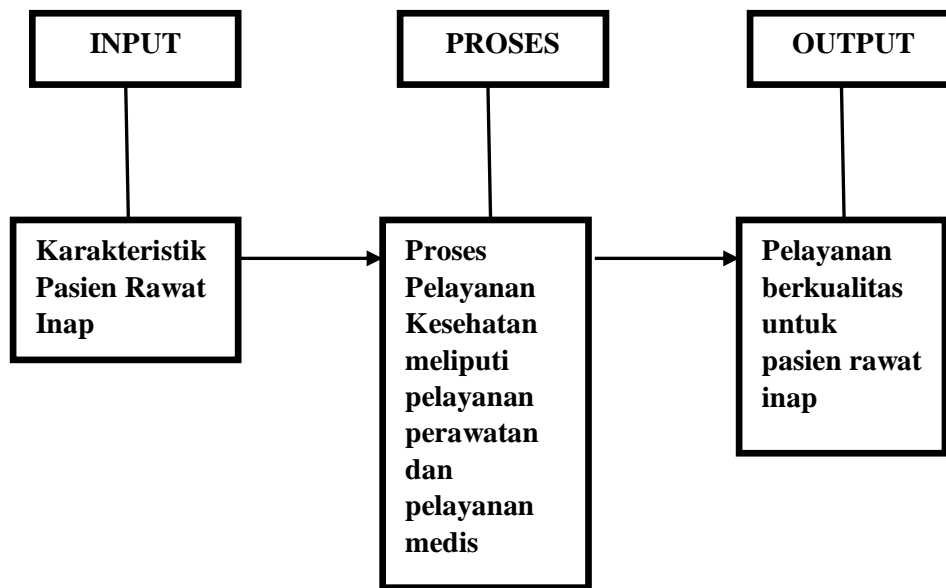 INPUT
PROSES
OUTPUT
Karakteristik
Pasien Rawat
Inap
Proses
Pelayanan
Kesehatan
meliputi
pelayanan
perawatan
dan
pelayanan
medis
Pelayanan
berkualitas
untuk
pasien rawat
inap